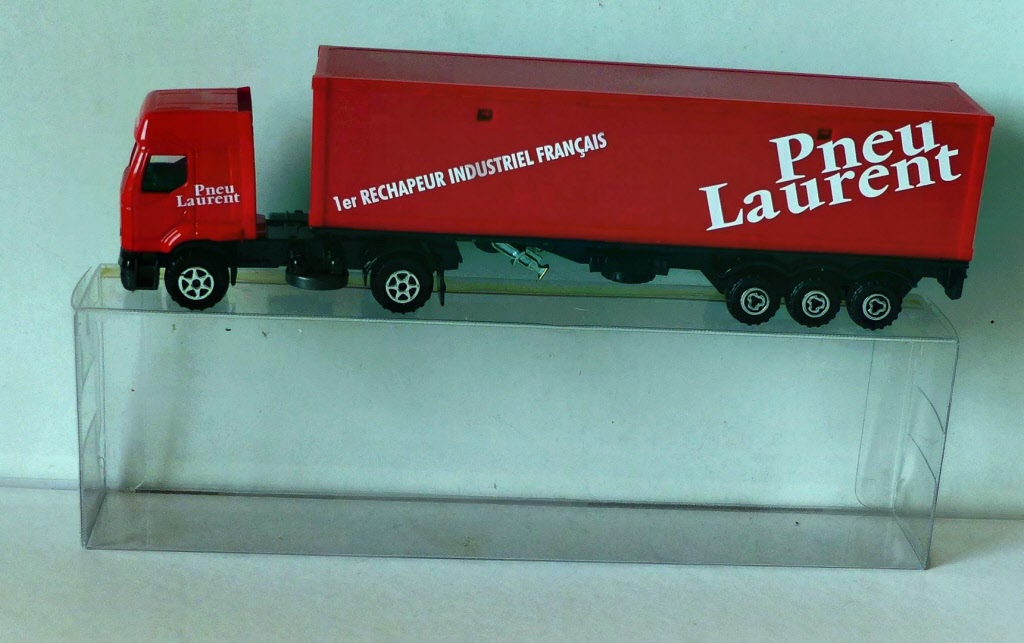 Pneu
Laurent
1er RECHAPEUR INDUSTRIEL FRANÇAIS
Pneu
Laurent